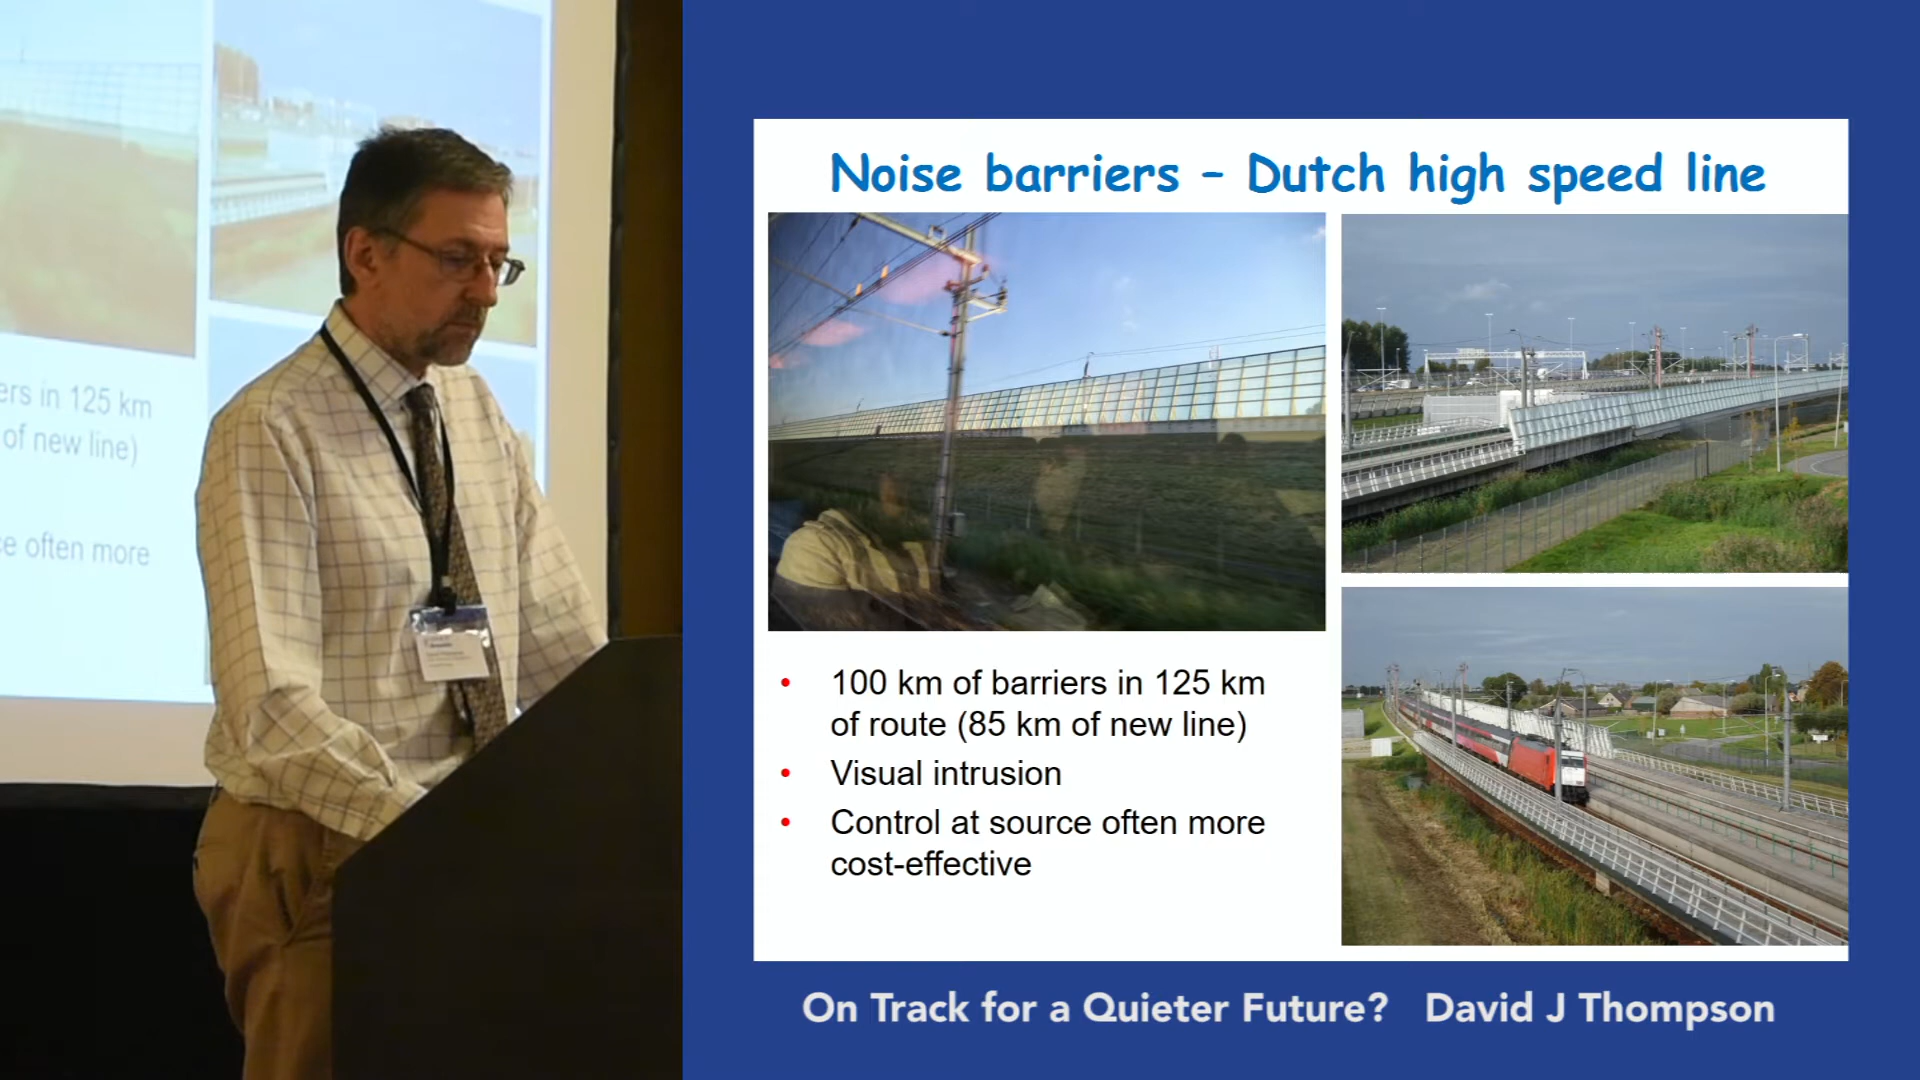 ers in 125 km
of new line)
ce often more
Noise barriers – Dutch high speed line
• 100 km of barriers in 125 km
of route (85 km of new line)
• Visual intrusion
• Control at source often more
cost-effective
On Track for a Quieter Future? David J Thompson